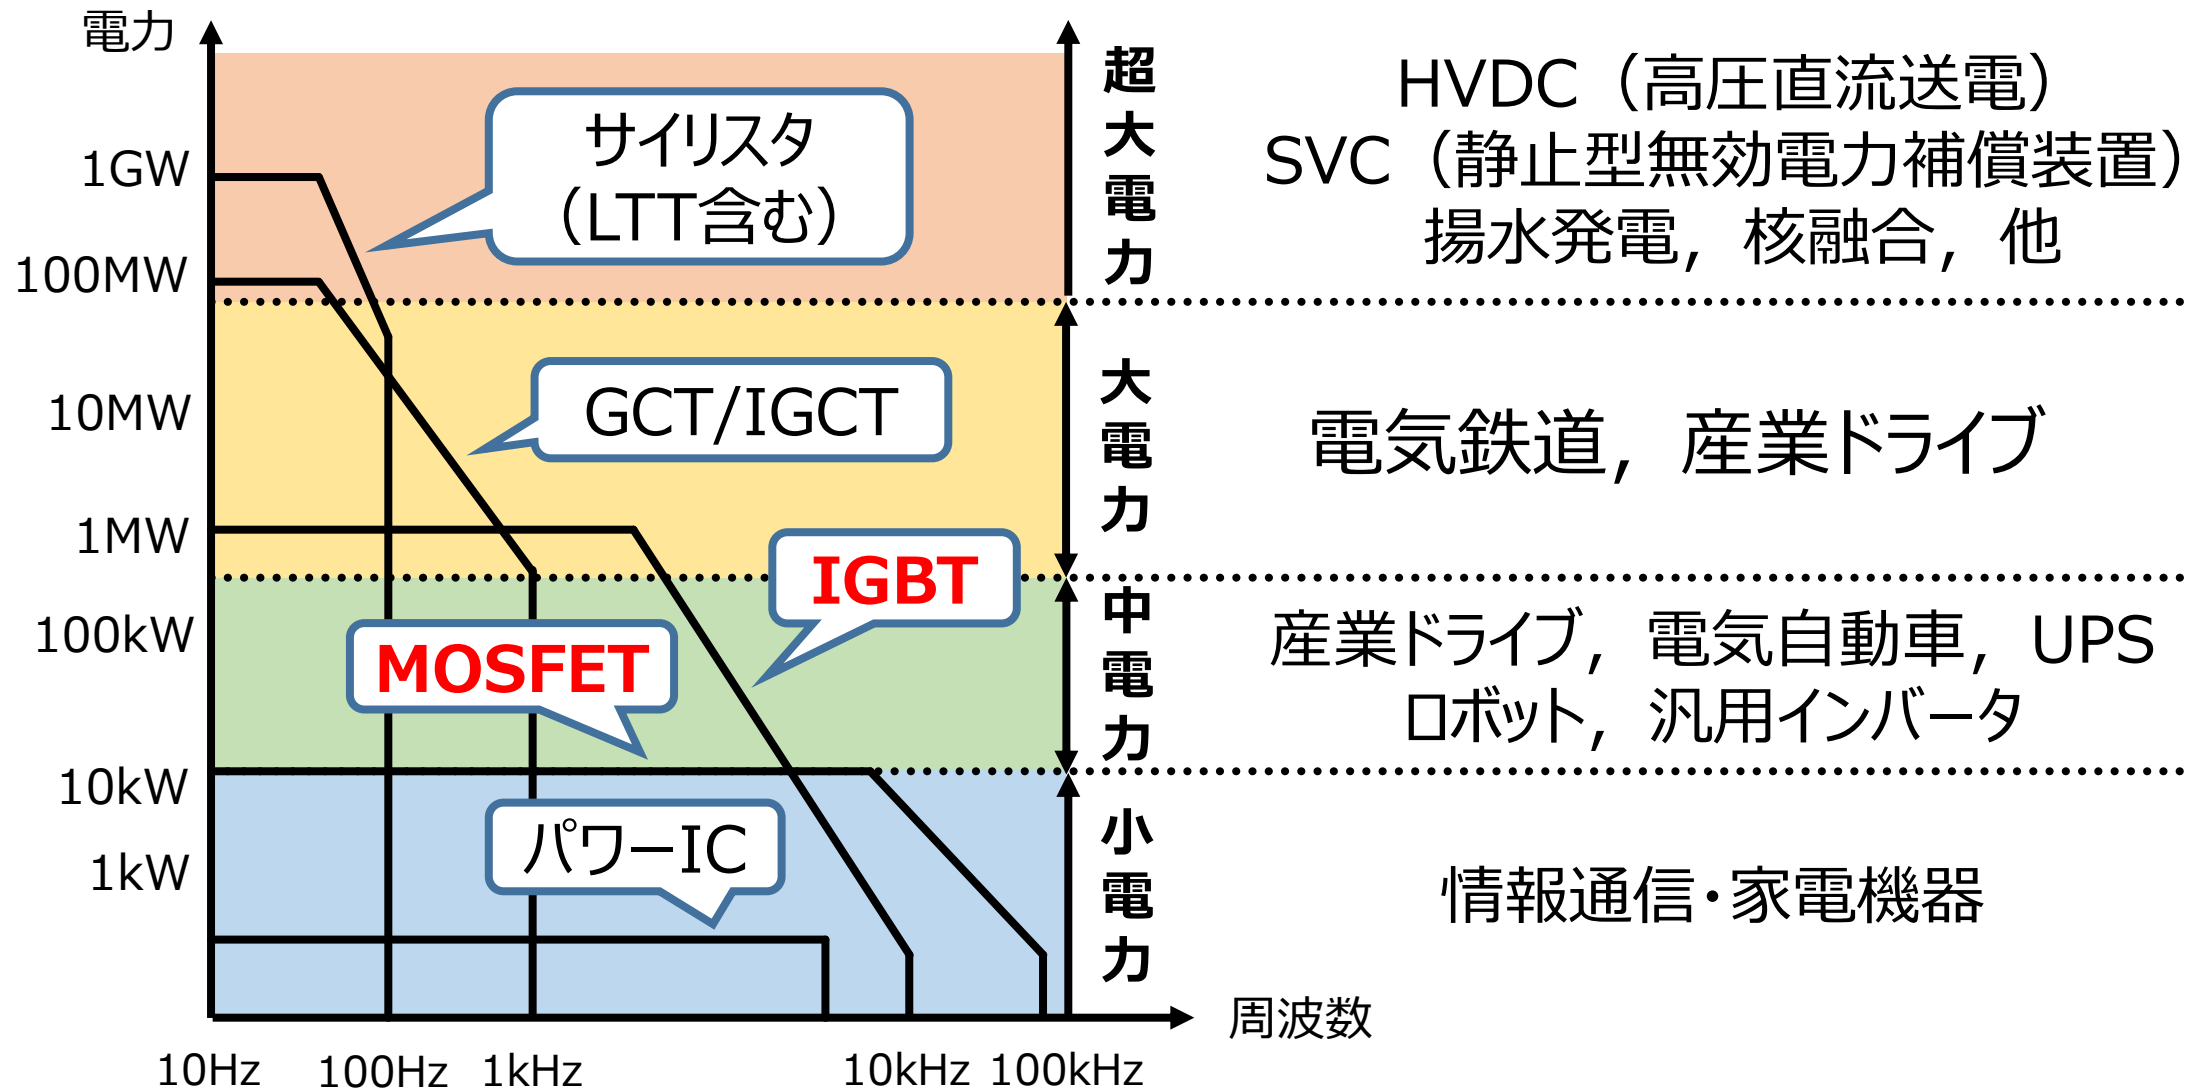 電力
1GW
100MW
10MW
1MW
100kW
10kW
1kW
サイリスタ
（LTT含む）
GCT/IGCT
IGBT
MOSFET
パワーIC
超大電力
大電力
中電力
小電力
HVDC（高圧直流送電）
SVC（静止型無効電力補償装置）
揚水発電，核融合，他
電気鉄道，産業ドライブ
産業ドライブ，電気自動車，UPS
ロボット，汎用インバータ
情報通信・家電機器
周波数
10Hz
100Hz
1kHz
10kHz
100kHz